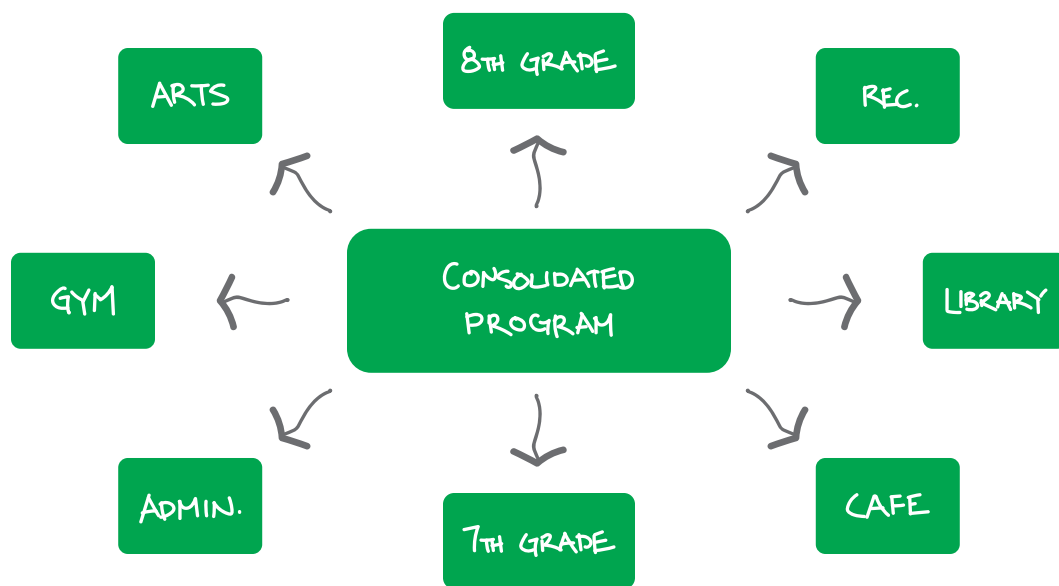 8TH GRADE
ARTS
REC.
CONSOLIDATED
PROGRAM
GYM
LIBRARY
ADMIN.
CAFE
7TH GRADE